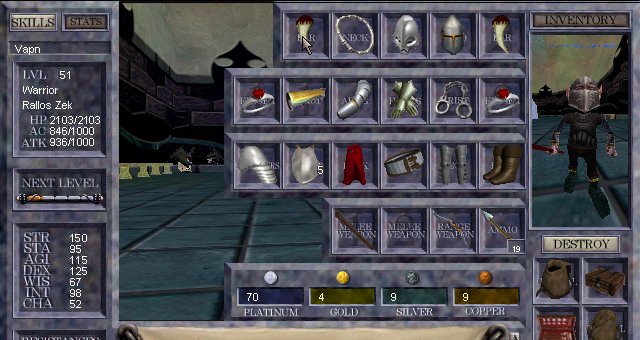 SKILLS STATS
Vapn
LVL 51
Warrior
Rallos Zek
HP 2103/2103
AC 846/1000
ATK 936/1000
NEXT LEVEL
STR 150
STA 95
AGI 115
DEX 125
WIS 67
INT 98
CHA 52
EAR NECK EAR
5
MELEE WEAPON MELEE WEAPON RANGE WEAPON AMMO
19
70 4 9 9
PLATINUM GOLD SILVER COPPER
INVENTORY
DESTROY